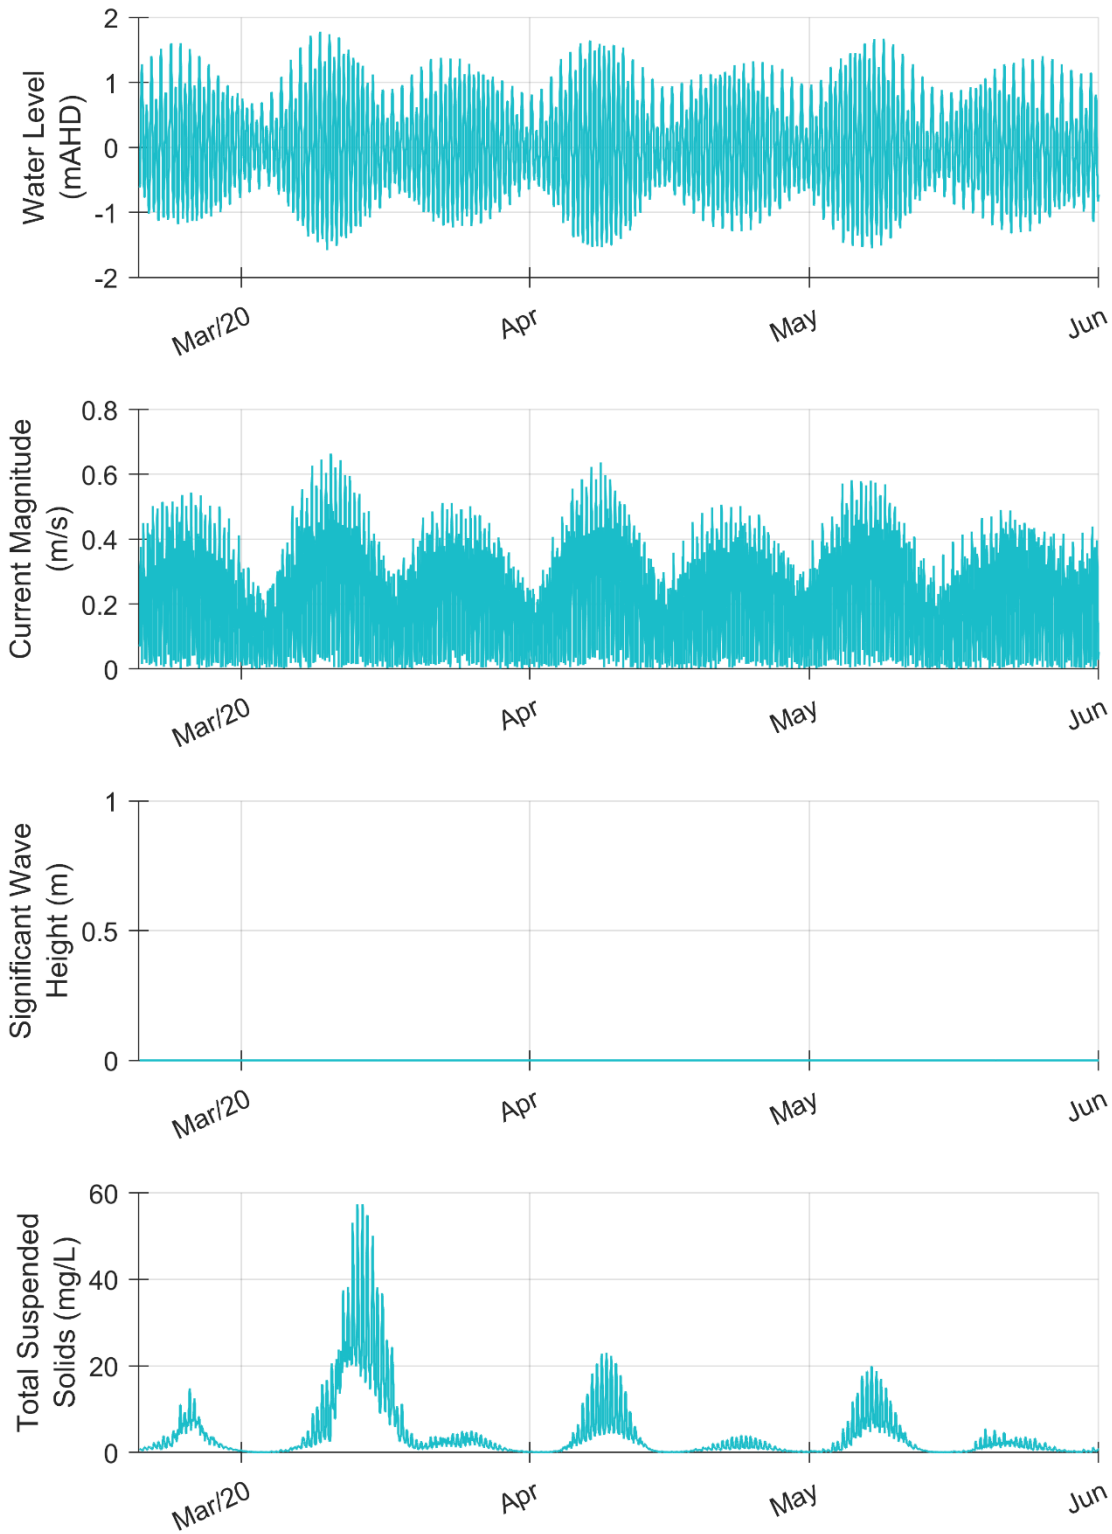 2
1
0
-1
-2
Water Level
(mAHD)
Mar/20
Apr
May
Jun
0.8
0.6
0.4
0.2
0
Current Magnitude
(m/s)
Mar/20
Apr
May
Jun
1
0.5
0
Significant Wave
Height (m)
Mar/20
Apr
May
Jun
60
40
20
0
Total Suspended
Solids (mg/L)
Mar/20
Apr
May
Jun